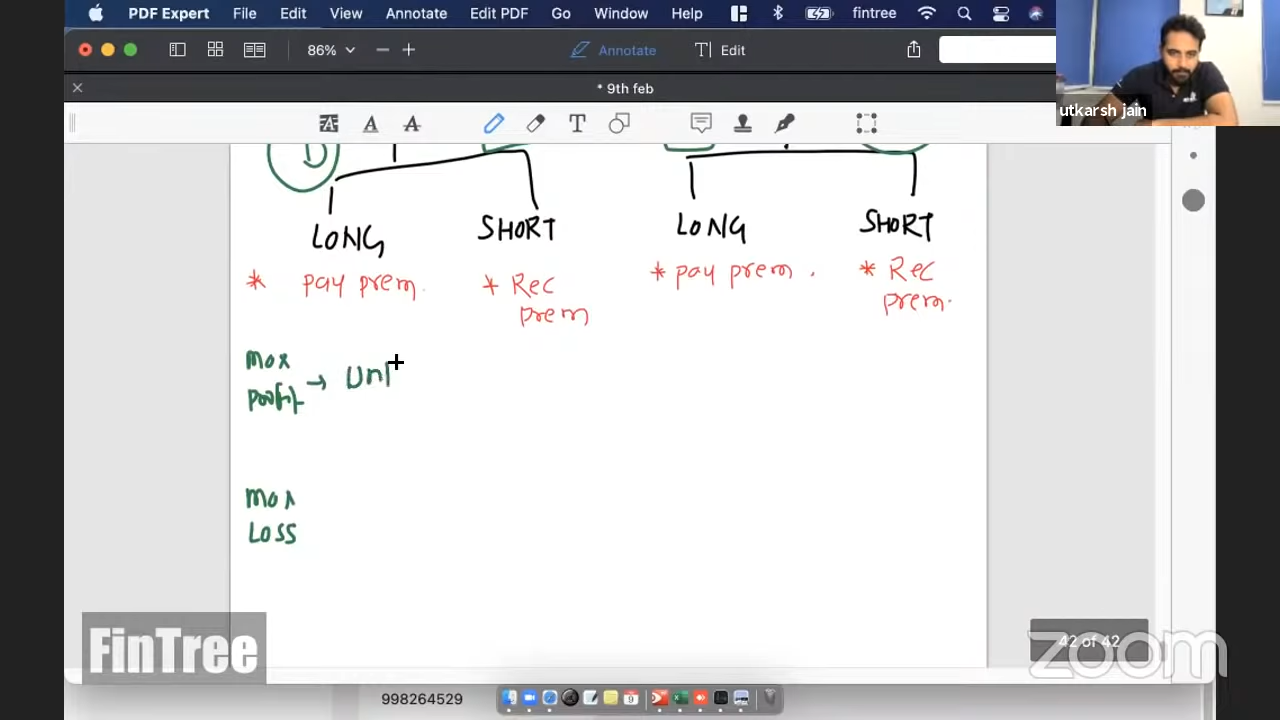 PDF Expert File Edit View Annotate Edit PDF Go Window Help fintree
86% Annotate Edit
utkarsh jain
* 9th feb
D
LONG SHORT LONG SHORT
* pay prem. * Rec prem * pay prem. * Rec prem.
max profit → Unl
max
Loss
FinTree
42 of 42
zoom
998264529